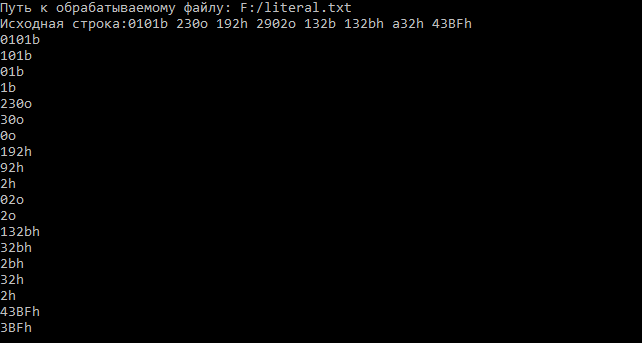 Путь к обрабатываемому файлу: F:/literal.txt
Исходная строка:0101b 230o 192h 2902o 132b 132bh a32h 43BFh
0101b
101b
01b
1b
230o
30o
0o
192h
92h
2h
02o
2o
132bh
32bh
2bh
32h
2h
43BFh
3BFh